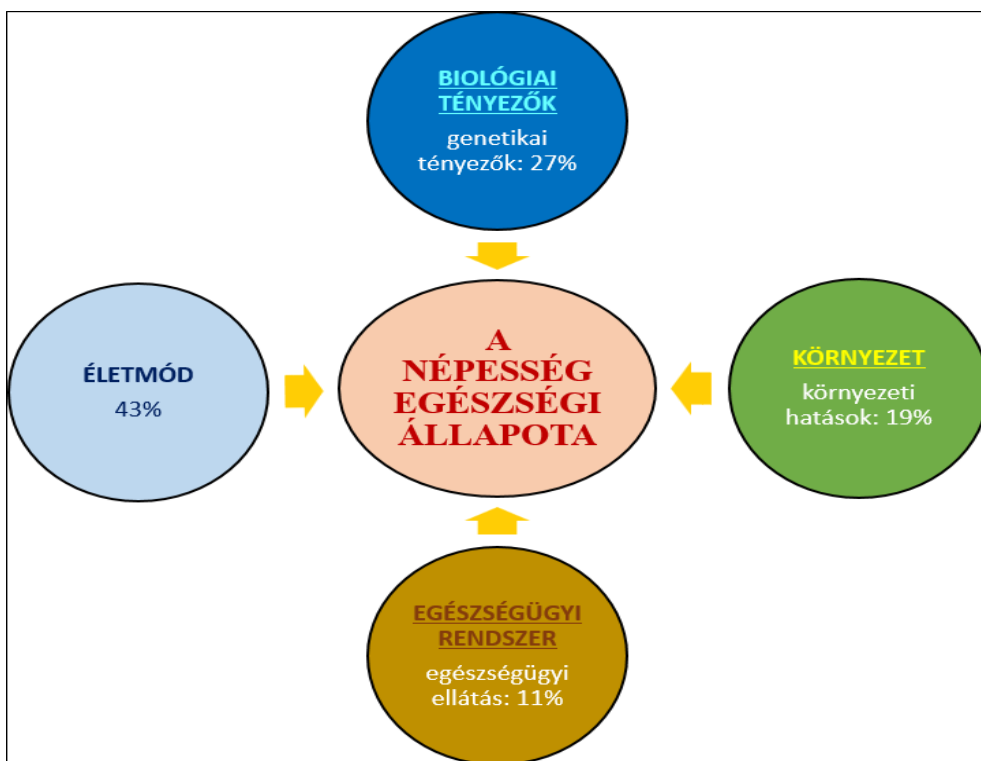 BIOLÓGIAI
TÉNYEZŐK
genetikai
tényezők: 27%
ÉLETMÓD
43%
A
NÉPESSÉG
EGÉSZSÉGI
ÁLLAPOTA
KÖRNYEZET
környezeti
hatások: 19%
EGÉSZSÉGÜGYI
RENDSZER
egészségügyi
ellátás: 11%